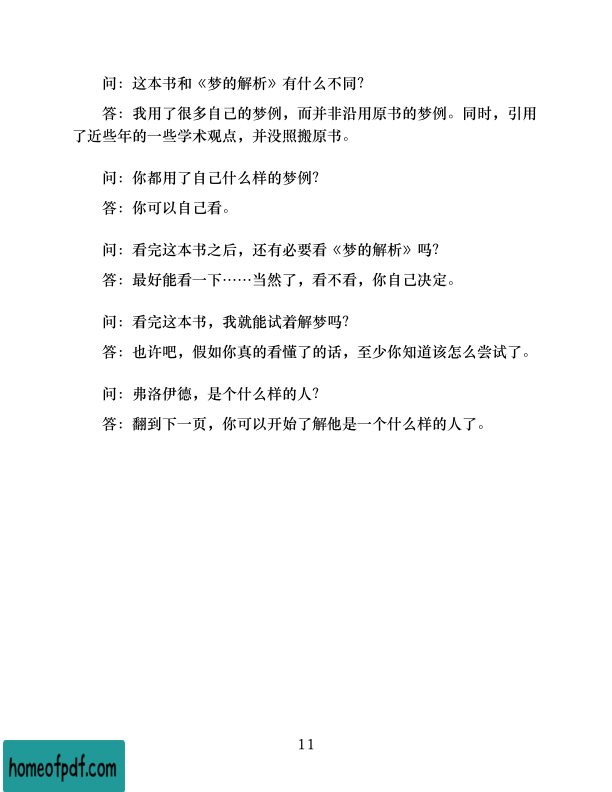 问：这本书和《梦的解析》有什么不同？
答：我用了很多自己的梦例，而并非沿用原书的梦例。同时，引用
了近些年的一些学术观点，并没照搬原书。
问：你都用了自己什么样的梦例？
答：你可以自己看。
问：看完这本书之后，还有必要看《梦的解析》吗？
答：最好能看一下……当然了，看不看，你自己决定。
问：看完这本书，我就能试着解梦吗？
答：也许吧，假如你真的看懂了的话，至少你知道该怎么尝试了。
问：弗洛伊德，是个什么样的人？
答：翻到下一页，你可以开始了解他是一个什么样的人了。
11
homeofpdf.com